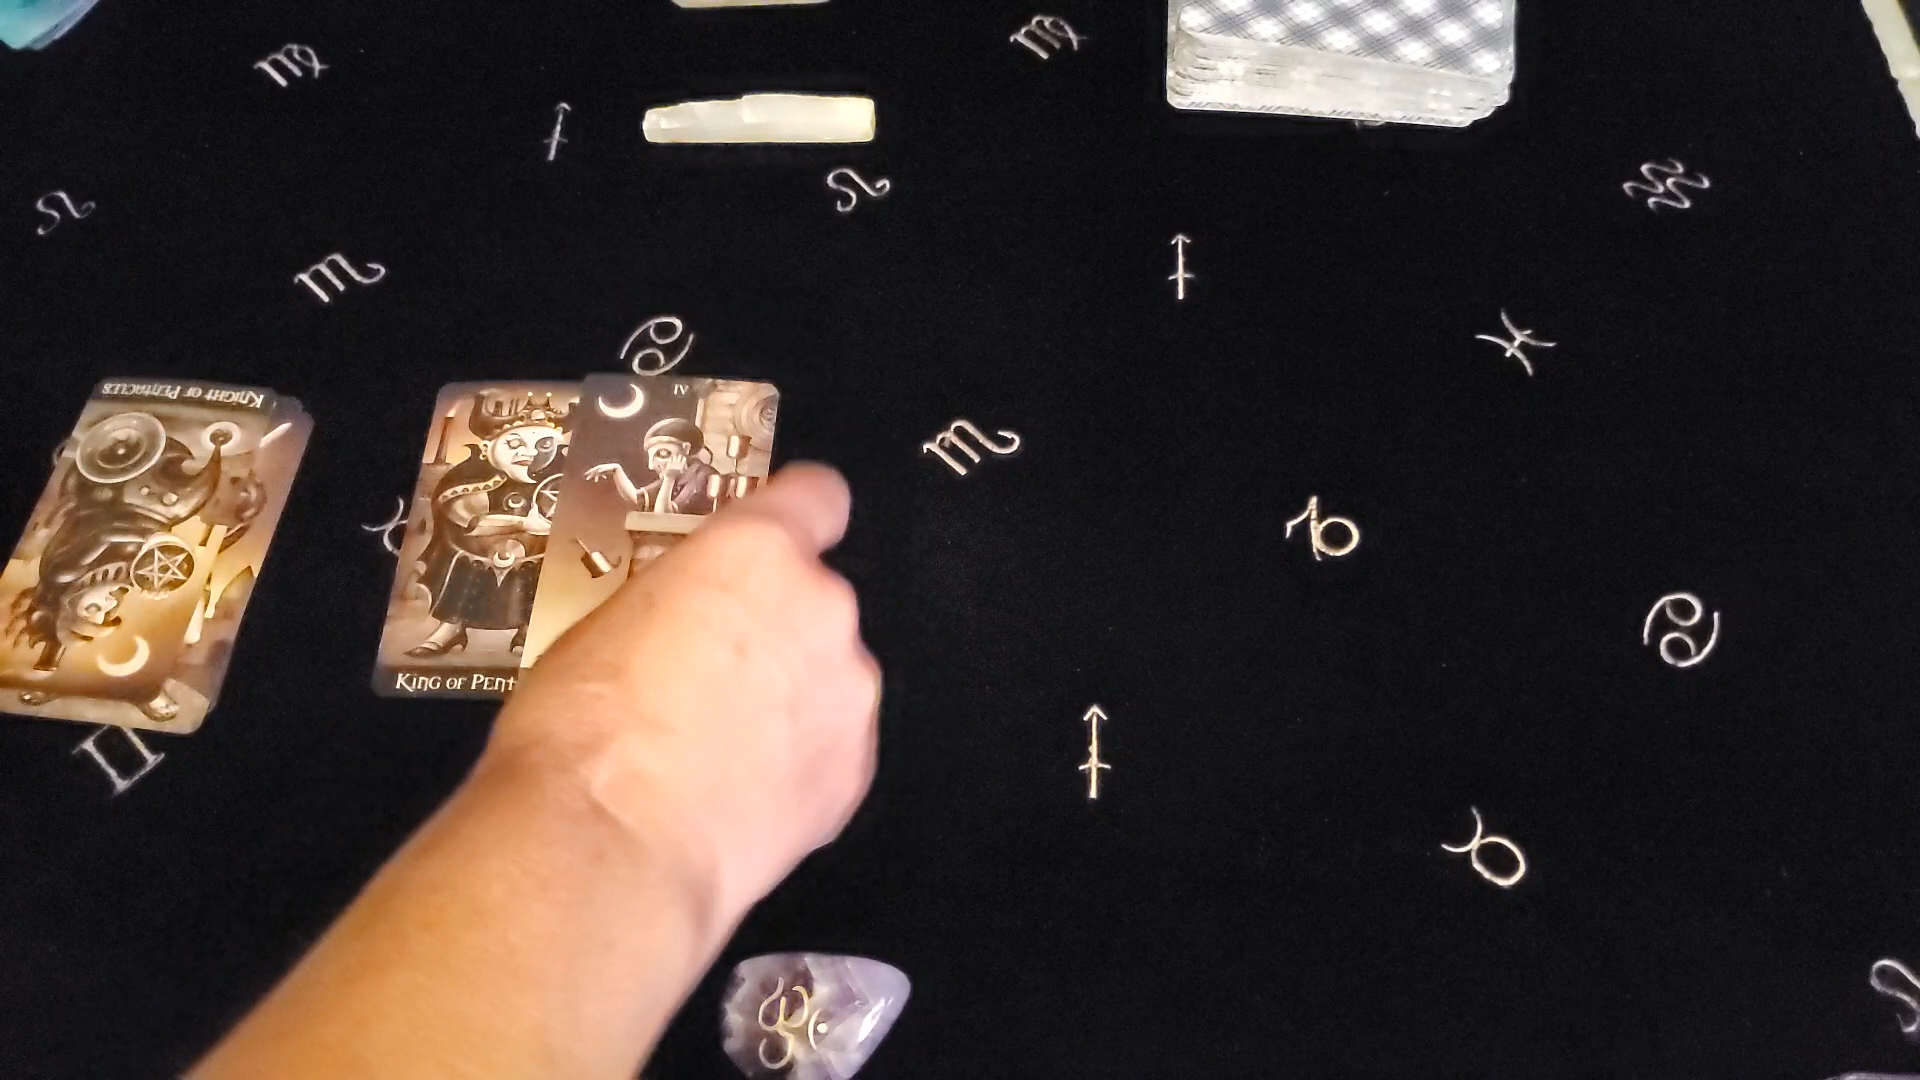 Knight of Pentacles
IV
King of Pent